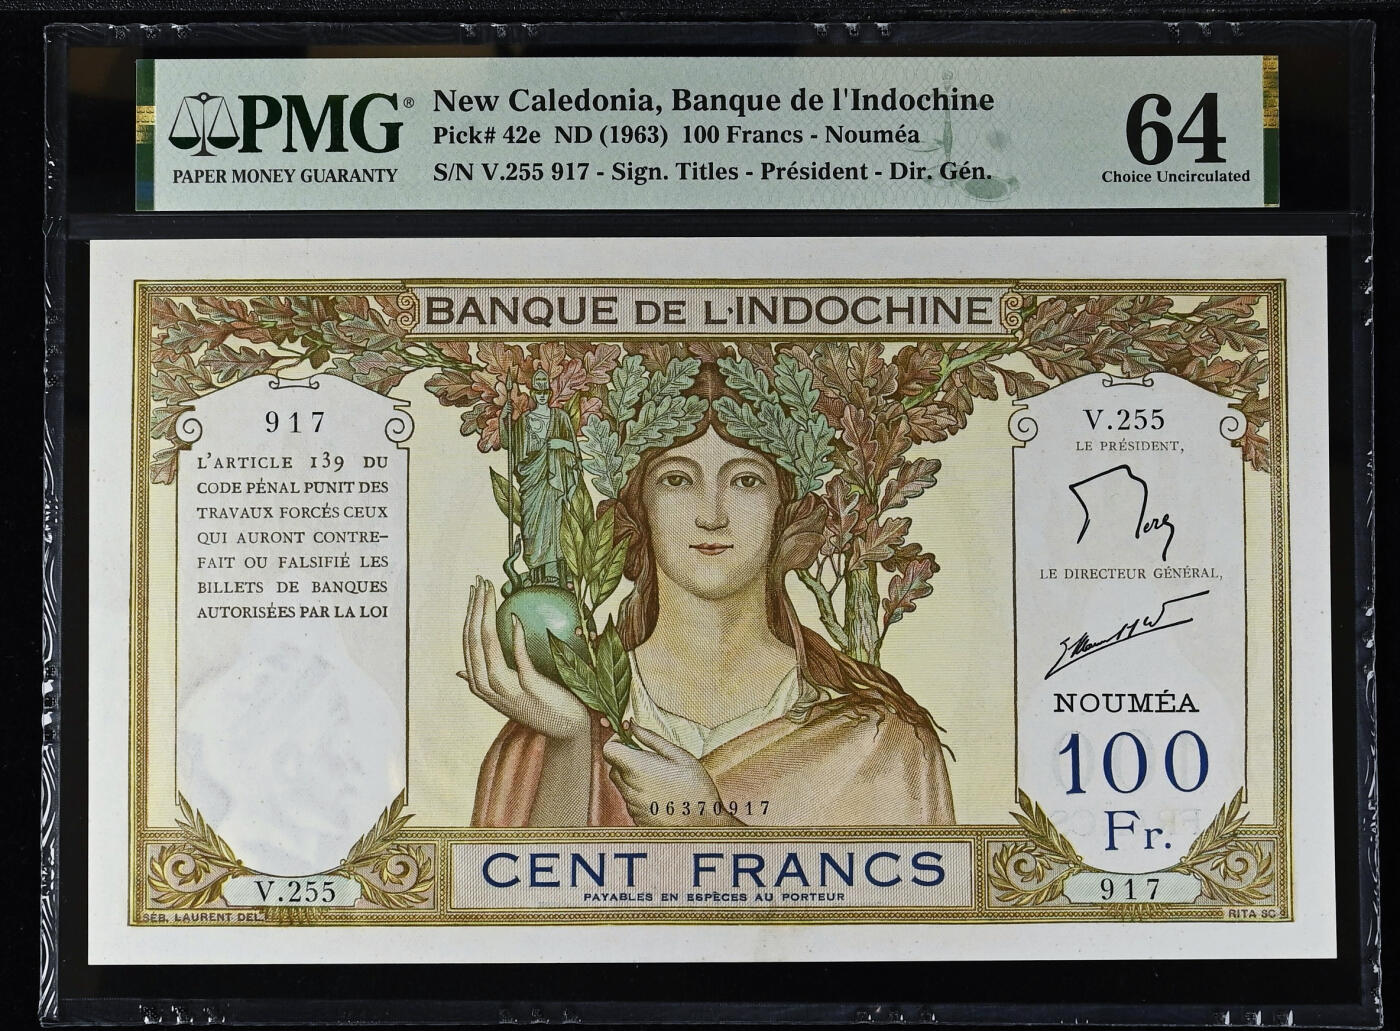 PMG®
PAPER MONEY GUARANTY
New Caledonia, Banque de l'Indochine
Pick# 42e ND (1963) 100 Francs - Nouméa
S/N V.255 917 - Sign. Titles - Président - Dir. Gén.
64
Choice Uncirculated
BANQUE DE L'INDOCHINE
917
L'ARTICLE 139 DU
CODE PÉNAL PUNIT DES
TRAVAUX FORCÉS CEUX
QUI AURONT CONTRE-
FAIT OU FALSIFIÉ LES
BILLETS DE BANQUES
AUTORISÉES PAR LA LOI
V.255
LE PRÉSIDENT,
LE DIRECTEUR GÉNÉRAL,
NOUMÉA
100
Fr.
06370917
CENT FRANCS
PAYABLES EN ESPÈCES AU PORTEUR
V.255
917
SÉB. LAURENT DEL.
RITA SC